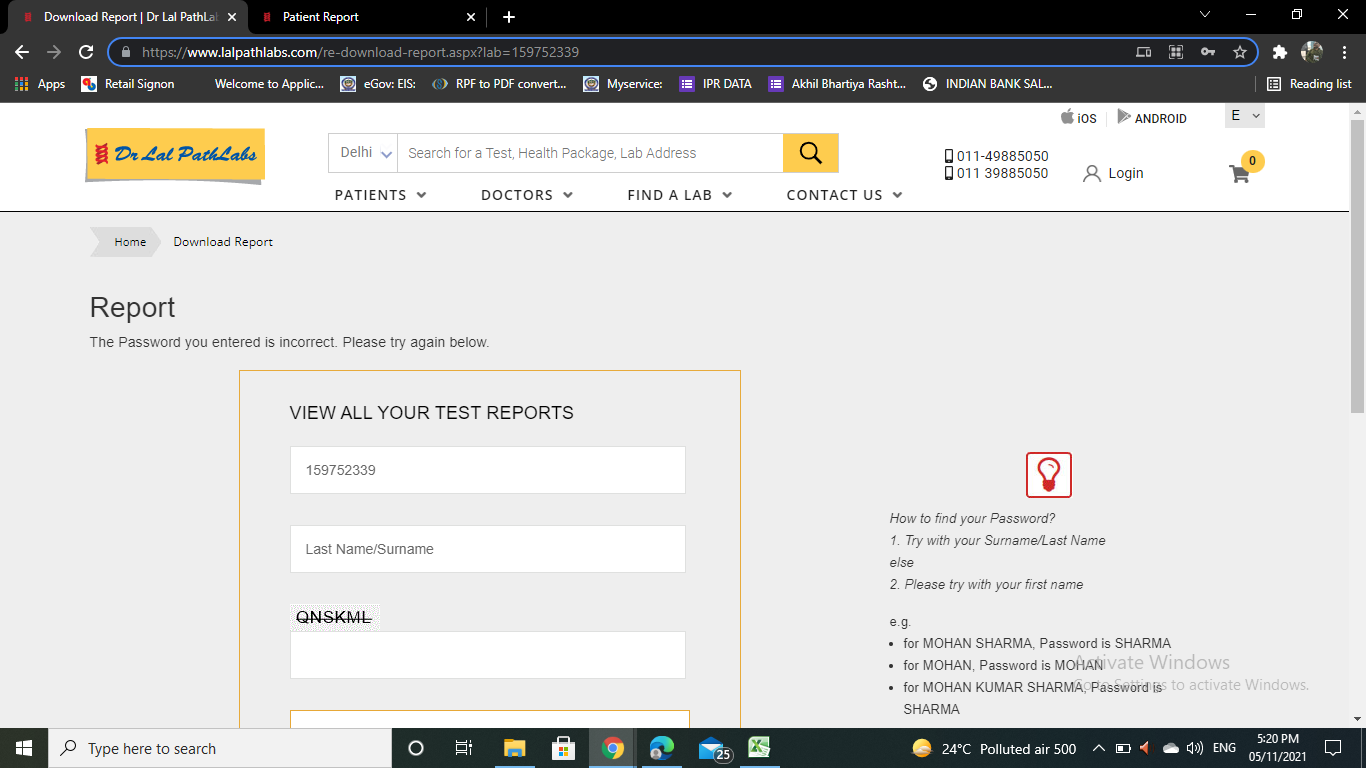 Download Report | Dr Lal PathLa
Patient Report
https://www.lalpathlabs.com/re-download-report.aspx?lab=159752339
Apps
Retail Signon
Welcome to Applic...
eGov: EIS:
RPF to PDF convert...
Myservice:
IPR DATA
Akhil Bhartiya Rasht...
INDIAN BANK SAL...
Reading list
iOS
ANDROID
E
Dr Lal PathLabs
Delhi
Search for a Test, Health Package, Lab Address
011-49885050
011 39885050
Login
0
PATIENTS
DOCTORS
FIND A LAB
CONTACT US
Home
Download Report
Report
The Password you entered is incorrect. Please try again below.
VIEW ALL YOUR TEST REPORTS
159752339
Last Name/Surname
QNSKML
How to find your Password?
1. Try with your Surname/Last Name
else
2. Please try with your first name
e.g.
• for MOHAN SHARMA, Password is SHARMA
• for MOHAN, Password is MOHAN
• for MOHAN KUMAR SHARMA, Password is
SHARMA
Activate Windows
Go to Settings to activate Windows.
Type here to search
25
24°C Polluted air 500
ENG
5:20 PM
05/11/2021